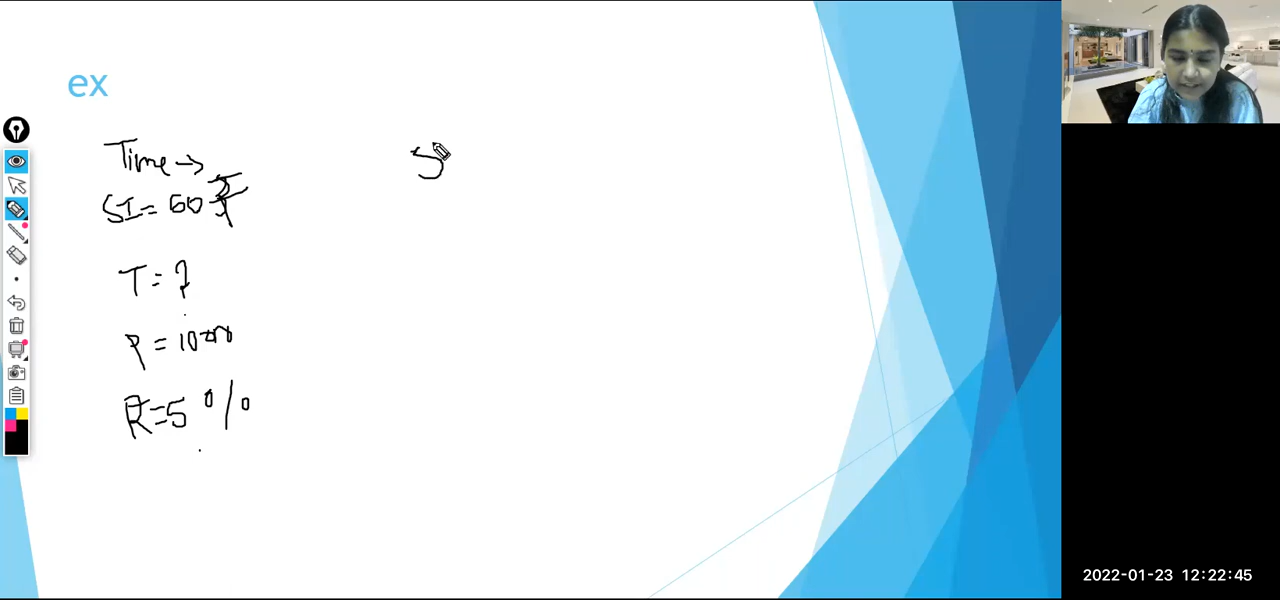 ex
Time →
S
SI = 60
T = ?
P = 1000
R = 5 %
2022-01-23 12:22:45